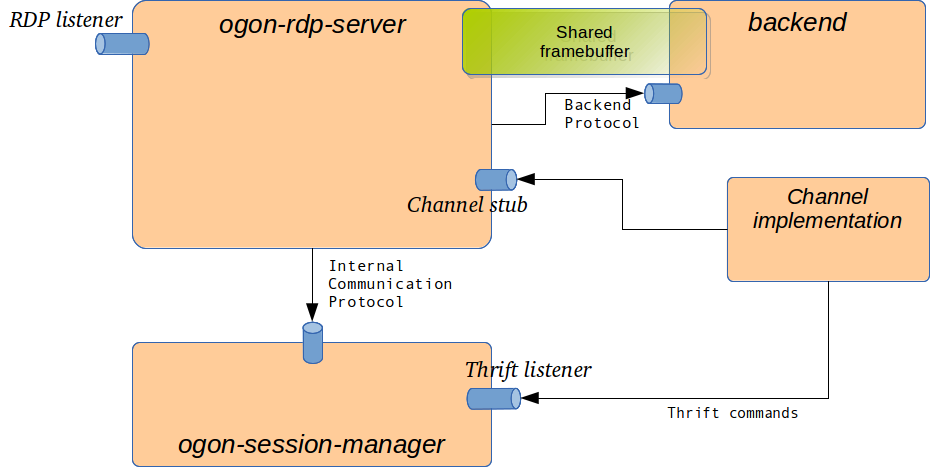 RDP listener
ogon-rdp-server
Shared
framebuffer
backend
Backend
Protocol
Channel stub
Channel
implementation
Internal
Communication
Protocol
Thrift listener
Thrift commands
ogon-session-manager